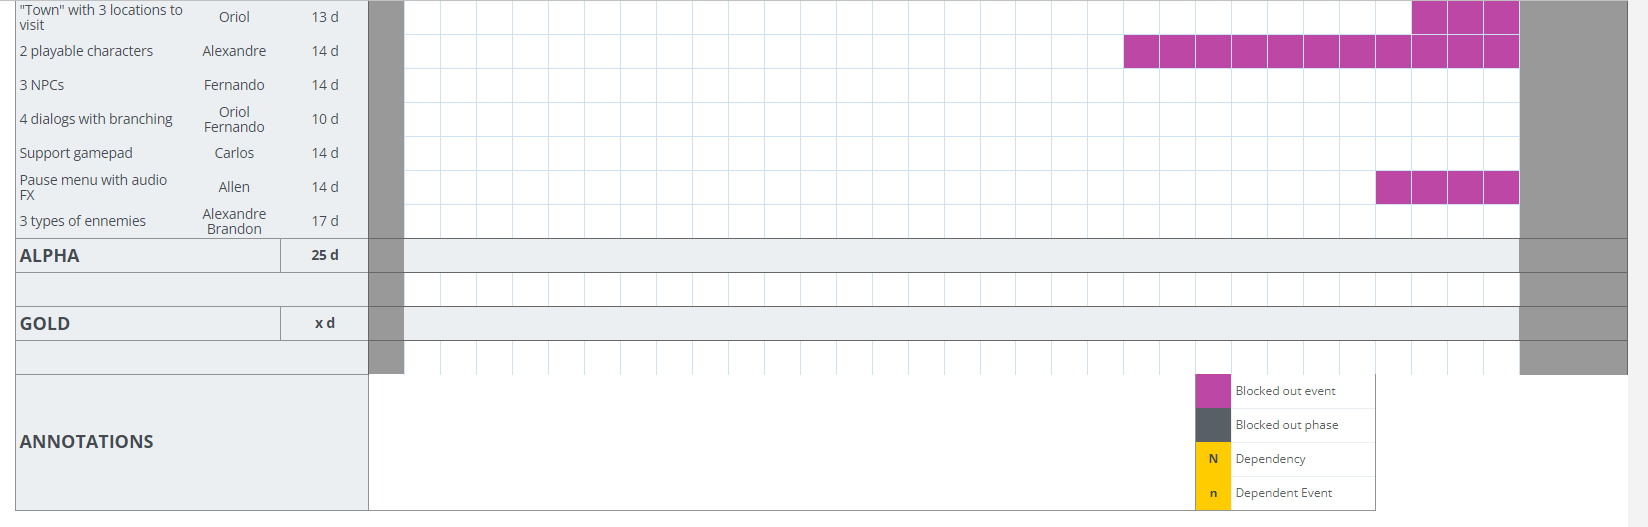 "Town" with 3 locations to
visit
Oriol
13 d
2 playable characters
Alexandre
14 d
3 NPCs
Fernando
14 d
4 dialogs with branching
Oriol
Fernando
10 d
Support gamepad
Carlos
14 d
Pause menu with audio
FX
Allen
14 d
3 types of ennemies
Alexandre
Brandon
17 d
ALPHA
25 d
GOLD
x d
ANNOTATIONS
Blocked out event
Blocked out phase
N Dependency
n Dependent Event